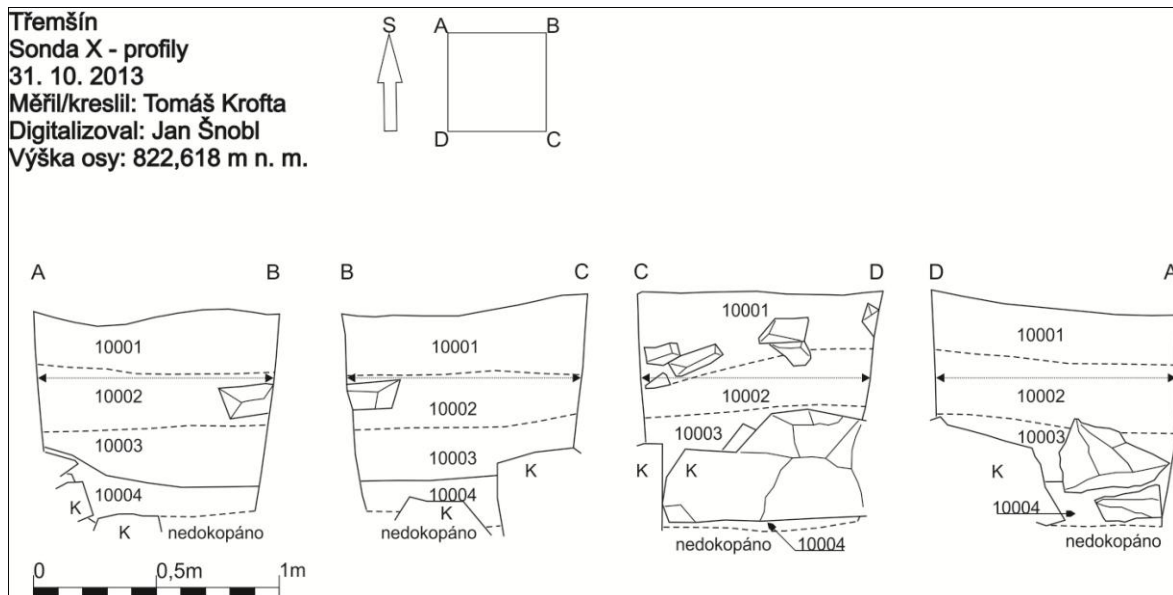 Třemšín
Sonda X - profily
31. 10. 2013
Měřil/kreslil: Tomáš Krofta
Digitalizoval: Jan Šnobl
Výška osy: 822,618 m n. m.
S
A B
D C
A B
10001
10002
10003
10004
K
K
nedokopáno
B C
10001
10002
10003
K
10004
K
nedokopáno
C D
10001
10002
10003
K K
nedokopáno 10004
D A
10001
10002
10003
K
10004
nedokopáno
0 0,5m 1m